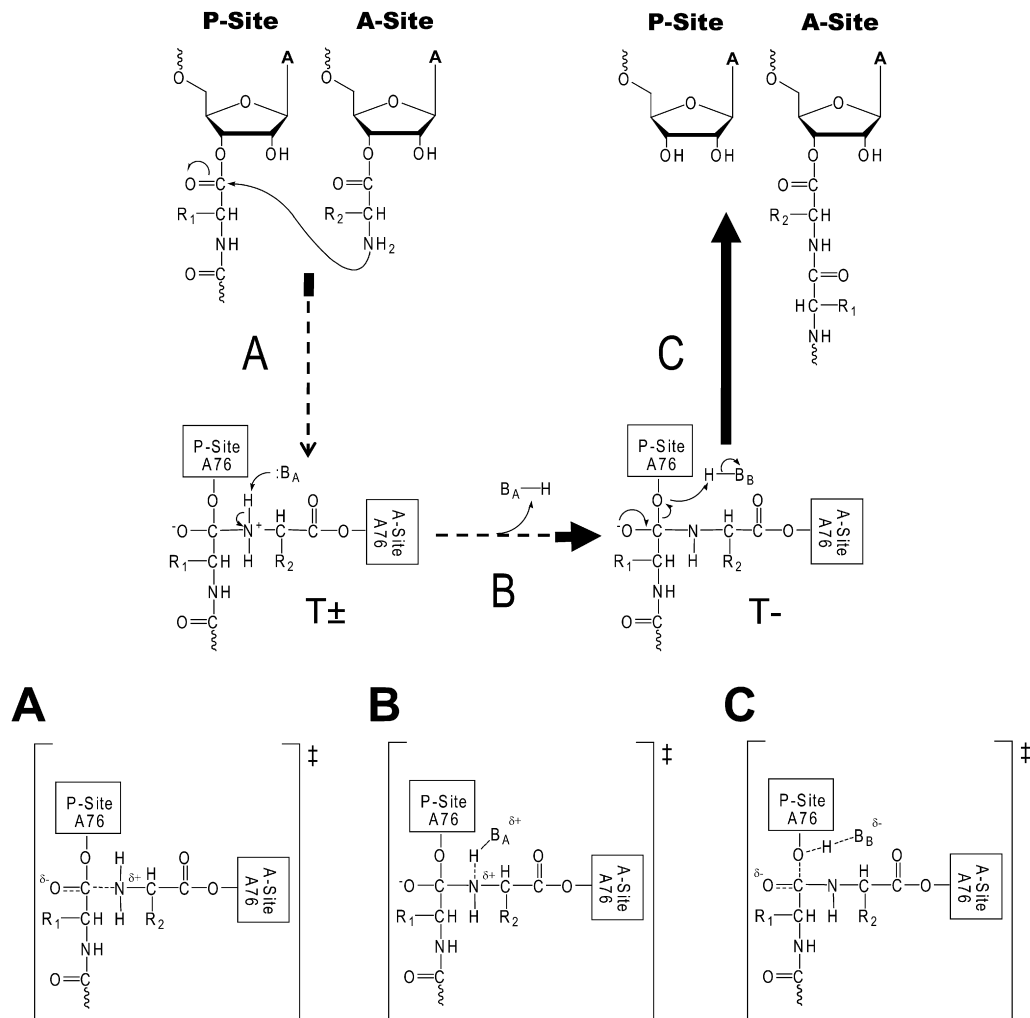 P-Site A-Site P-Site A-Site
A A A A
O O O O
O O O O
O OH O OH OH OH O OH
O C O C O C
R1 CH R2 CH R2 CH
NH NH2 NH
O C C O
HC R1
NH
A C
P-Site A76 :BA P-Site A76 H BB
BA H
O H H O O H O
-O C N+ C C O A-Site A76 -O C N C C O A-Site A76
R1 CH H R2 R1 CH H R2
NH B NH
O C T± O C T-
A B C
‡ ‡ ‡
P-Site A76 P-Site A76 P-Site A76
BA δ+ BB δ-
O H H O O H H O O H H O
δ- O C N δ+ C C O A-Site A76 -O C N δ+ C C O A-Site A76 δ- O C N C C O A-Site A76
R1 CH H R2 R1 CH H R2 R1 CH H R2
NH NH NH
O C O C O C